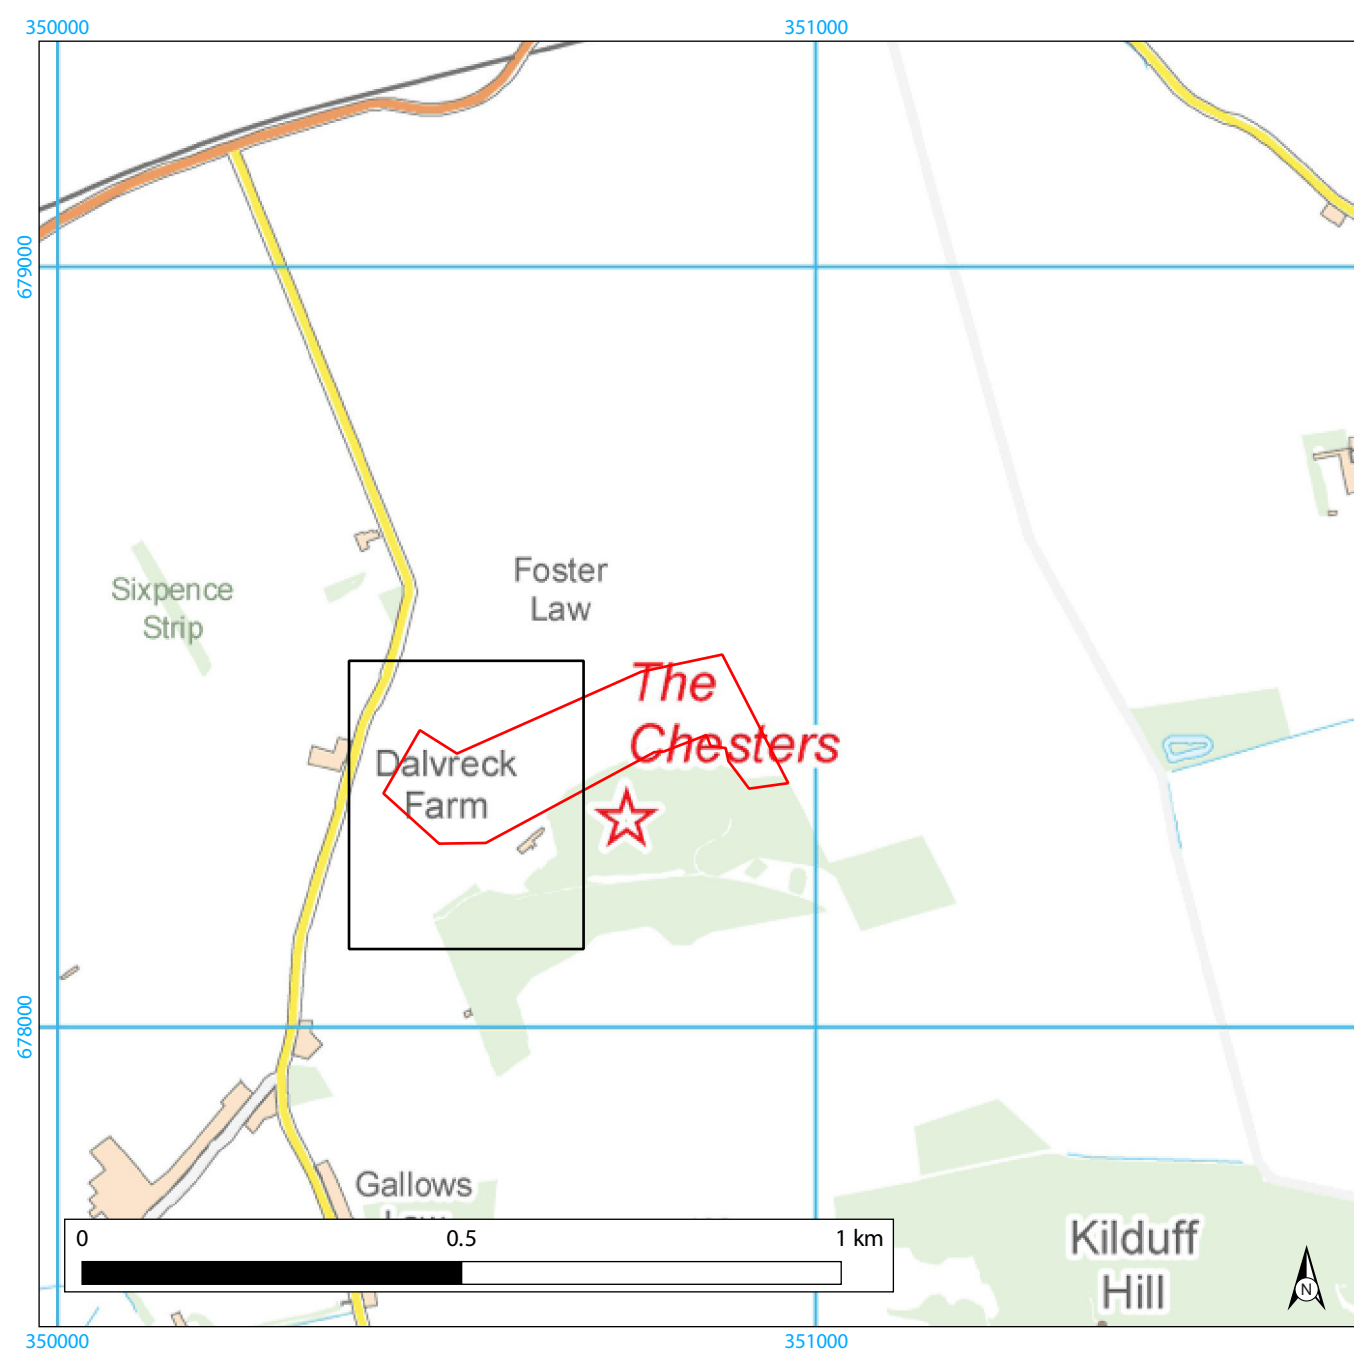 350000
351000
679000
Foster
Law
Sixpence
Strip
The
Chesters
Dalvreck
Farm
678000
Gallows
Law
Kilduff
Hill
0
0.5
1 km
N
350000
351000